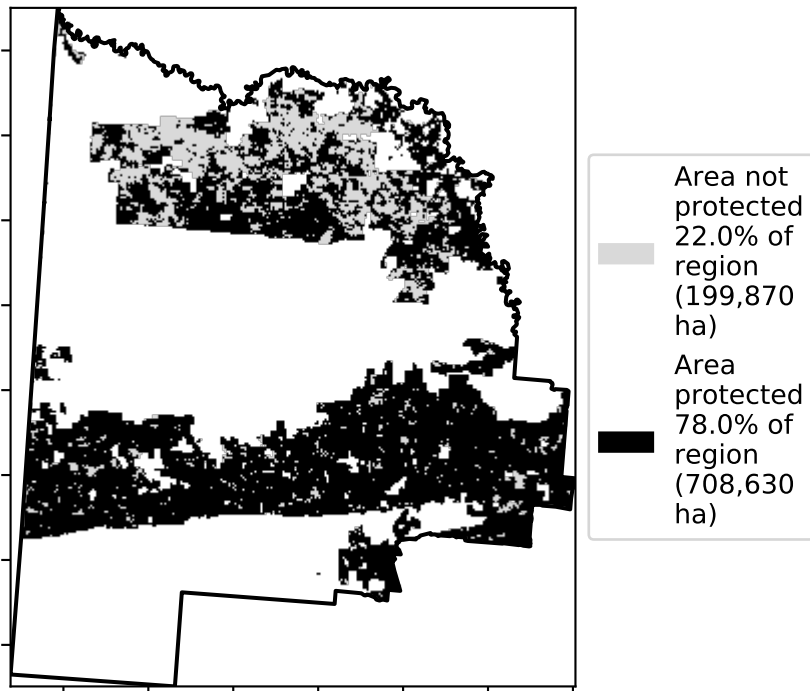 Area not
protected
22.0% of
region
(199,870
ha)
Area
protected
78.0% of
region
(708,630
ha)